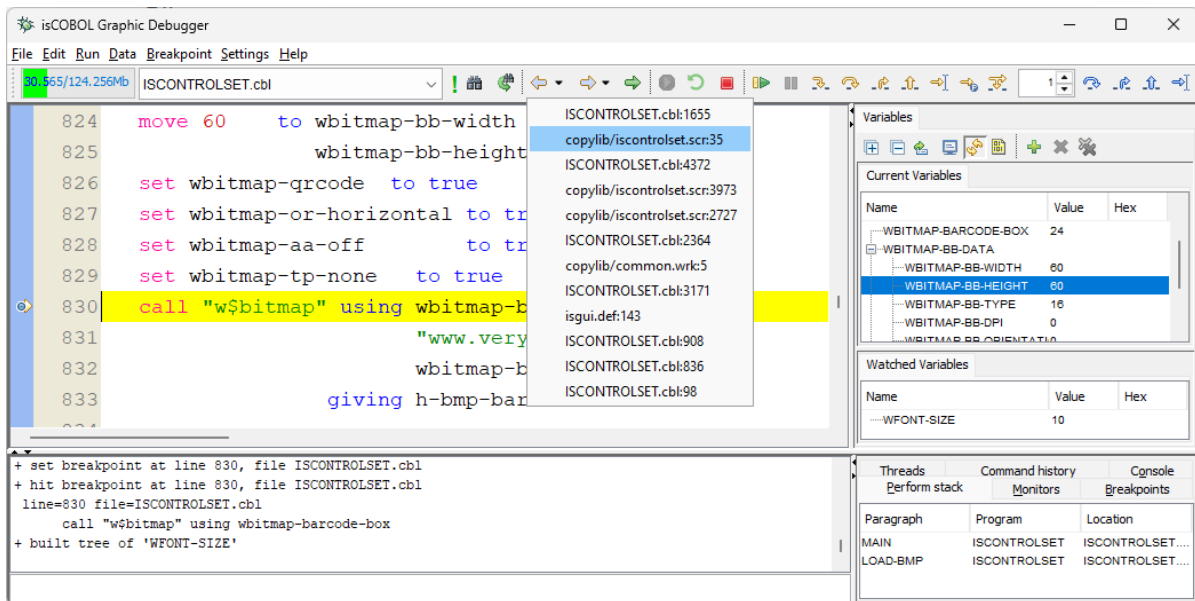 isCOBOL Graphic Debugger
File Edit Run Data Breakpoint Settings Help
30.565/124.256Mb ISCONTROLSET.cbl 1
824 move 60 to wbitmap-bb-width
825 wbitmap-bb-height
826 set wbitmap-qrcode to true
827 set wbitmap-or-horizontal to tr
828 set wbitmap-aa-off to tr
829 set wbitmap-tp-none to true
830 call "w$bitmap" using wbitmap-b
831 "www.very
832 wbitmap-b
833 giving h-bmp-bar
ISCONTROLSET.cbl:1655
copylib/iscontrolset.scr:35
ISCONTROLSET.cbl:4372
copylib/iscontrolset.scr:3973
copylib/iscontrolset.scr:2727
ISCONTROLSET.cbl:2364
copylib/common.wrk:5
ISCONTROLSET.cbl:3171
isgui.def:143
ISCONTROLSET.cbl:908
ISCONTROLSET.cbl:836
ISCONTROLSET.cbl:98
Variables
Current Variables
Name Value Hex
WBITMAP-BARCODE-BOX 24
WBITMAP-BB-DATA
WBITMAP-BB-WIDTH 60
WBITMAP-BB-HEIGHT 60
WBITMAP-BB-TYPE 16
WBITMAP-BB-DPI 0
Watched Variables
Name Value Hex
WFONT-SIZE 10
+ set breakpoint at line 830, file ISCONTROLSET.cbl
+ hit breakpoint at line 830, file ISCONTROLSET.cbl
line=830 file=ISCONTROLSET.cbl
call "w$bitmap" using wbitmap-barcode-box
+ built tree of 'WFONT-SIZE'
Threads Command history Console
Perform stack Monitors Breakpoints
Paragraph Program Location
MAIN ISCONTROLSET ISCONTROLSET....
LOAD-BMP ISCONTROLSET ISCONTROLSET....